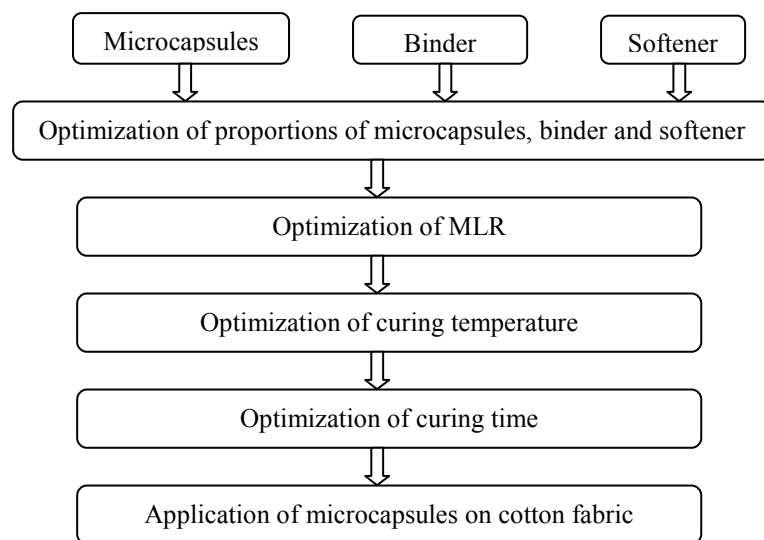 Microcapsules
Binder
Softener
Optimization of proportions of microcapsules, binder and softener
Optimization of MLR
Optimization of curing temperature
Optimization of curing time
Application of microcapsules on cotton fabric